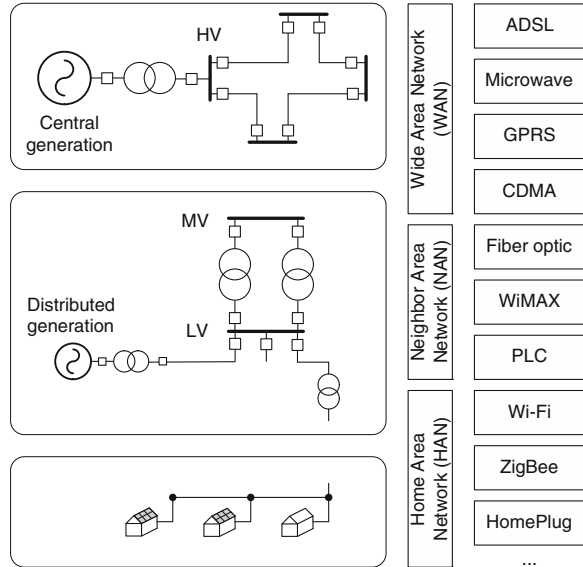 HV
Central
generation
MV
Distributed
generation
LV
Wide Area Network
(WAN)
Neighbor Area
Network (NAN)
Home Area
Network (HAN)
ADSL
Microwave
GPRS
CDMA
Fiber optic
WiMAX
PLC
Wi-Fi
ZigBee
HomePlug
...